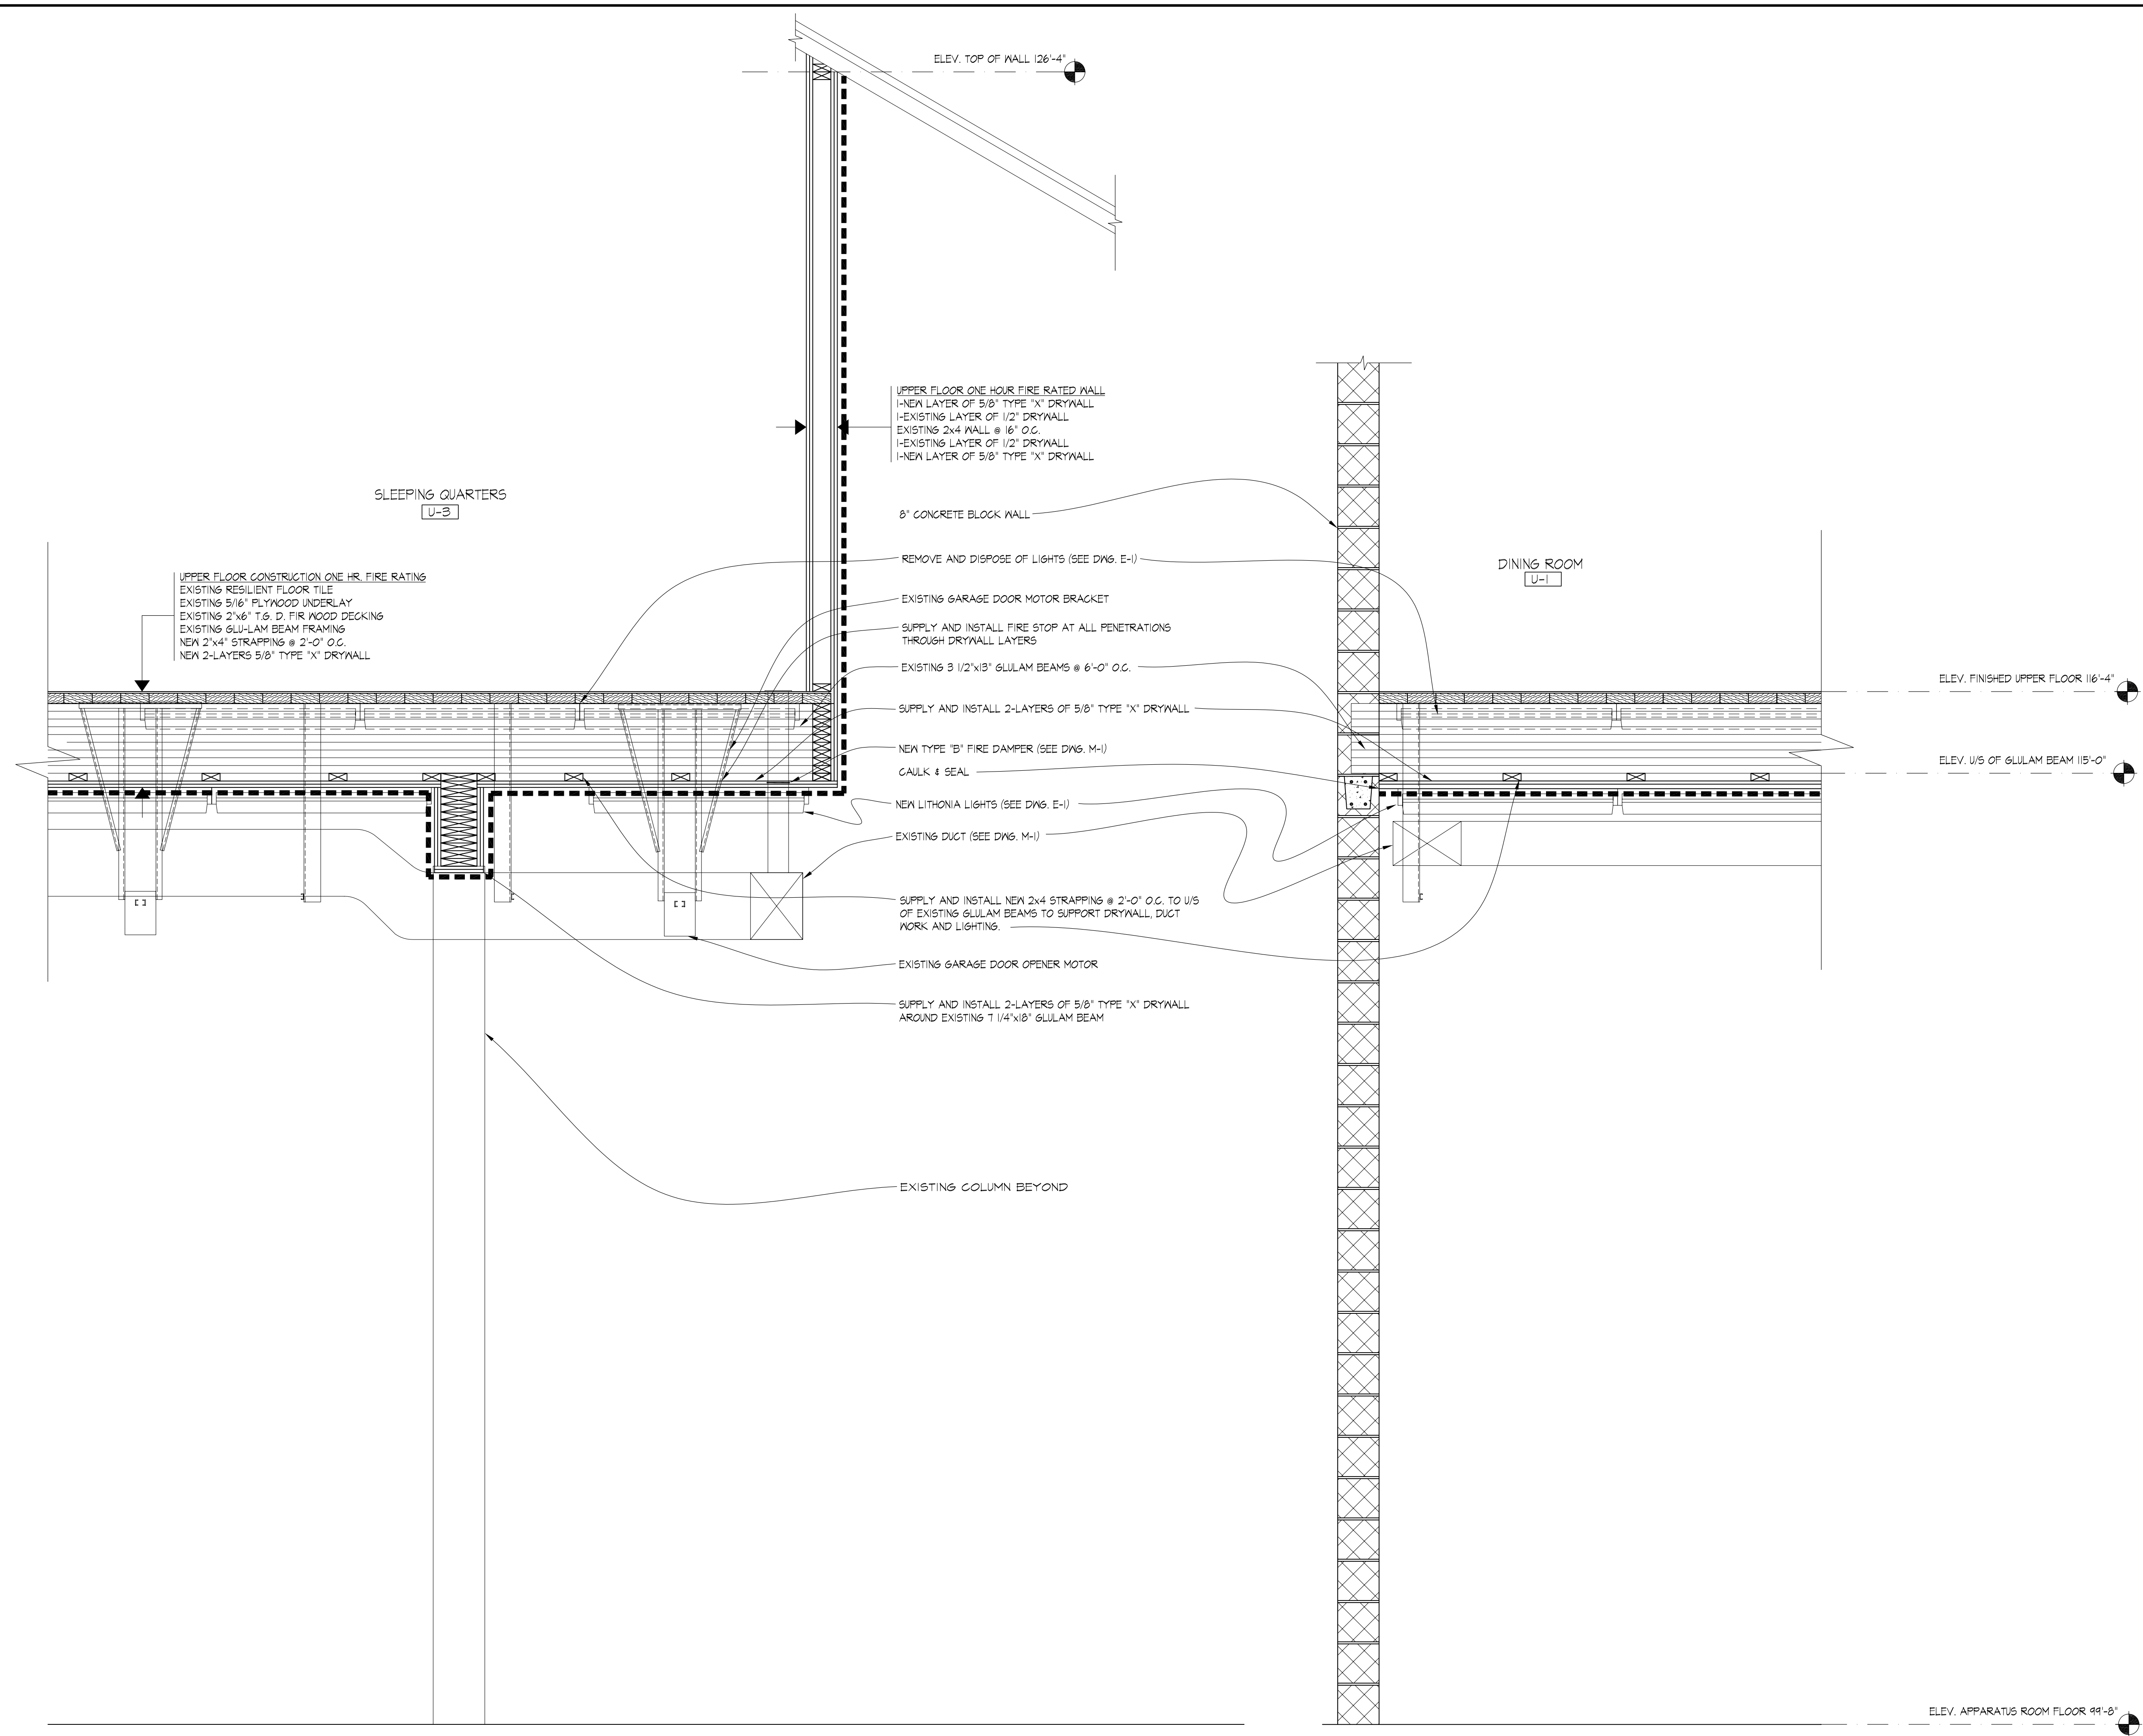 ELEV. TOP OF WALL 126'-4"
UPPER FLOOR ONE HOUR FIRE RATED WALL
1-NEW LAYER OF 5/8" TYPE "X" DRYWALL
1-EXISTING LAYER OF 1/2" DRYWALL
EXISTING 2x4 WALL @ 16" O.C.
1-EXISTING LAYER OF 1/2" DRYWALL
1-NEW LAYER OF 5/8" TYPE "X" DRYWALL
SLEEPING QUARTERS
U-3
8" CONCRETE BLOCK WALL
REMOVE AND DISPOSE OF LIGHTS (SEE DWG. E-1)
DINING ROOM
U-1
UPPER FLOOR CONSTRUCTION ONE HR. FIRE RATING
EXISTING RESILIENT FLOOR TILE
EXISTING 5/16" PLYWOOD UNDERLAY
EXISTING 2"x6" T.G. D. FIR WOOD DECKING
EXISTING GLU-LAM BEAM FRAMING
NEW 2"x4" STRAPPING @ 2'-0" O.C.
NEW 2-LAYERS 5/8" TYPE "X" DRYWALL
EXISTING GARAGE DOOR MOTOR BRACKET
SUPPLY AND INSTALL FIRE STOP AT ALL PENETRATIONS
THROUGH DRYWALL LAYERS
EXISTING 3 1/2"x13" GLULAM BEAMS @ 6'-0" O.C.
ELEV. FINISHED UPPER FLOOR 116'-4"
SUPPLY AND INSTALL 2-LAYERS OF 5/8" TYPE "X" DRYWALL
NEW TYPE "B" FIRE DAMPER (SEE DWG. M-1)
ELEV. U/S OF GLULAM BEAM 115'-0"
CAULK & SEAL
NEW LITHONIA LIGHTS (SEE DWG. E-1)
EXISTING DUCT (SEE DWG. M-1)
SUPPLY AND INSTALL NEW 2x4 STRAPPING @ 2'-0" O.C. TO U/S
OF EXISTING GLULAM BEAMS TO SUPPORT DRYWALL, DUCT
WORK AND LIGHTING.
EXISTING GARAGE DOOR OPENER MOTOR
SUPPLY AND INSTALL 2-LAYERS OF 5/8" TYPE "X" DRYWALL
AROUND EXISTING 7 1/4"x18" GLULAM BEAM
EXISTING COLUMN BEYOND
ELEV. APPARATUS ROOM FLOOR 99'-8"